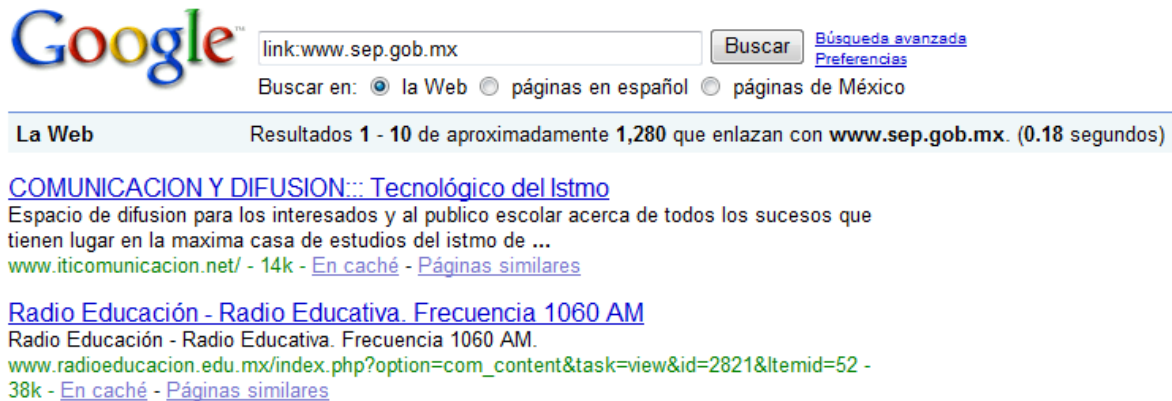 Google™
link:www.sep.gob.mx Buscar Búsqueda avanzada
Preferencias
Buscar en: la Web páginas en español páginas de México
La Web Resultados 1 - 10 de aproximadamente 1,280 que enlazan con www.sep.gob.mx. (0.18 segundos)
COMUNICACION Y DIFUSION::: Tecnológico del Istmo
Espacio de difusion para los interesados y al publico escolar acerca de todos los sucesos que
tienen lugar en la maxima casa de estudios del istmo de ...
www.iticomunicacion.net/ - 14k - En caché - Páginas similares
Radio Educación - Radio Educativa. Frecuencia 1060 AM
Radio Educación - Radio Educativa. Frecuencia 1060 AM.
www.radioeducacion.edu.mx/index.php?option=com_content&task=view&id=2821&Itemid=52 -
38k - En caché - Páginas similares